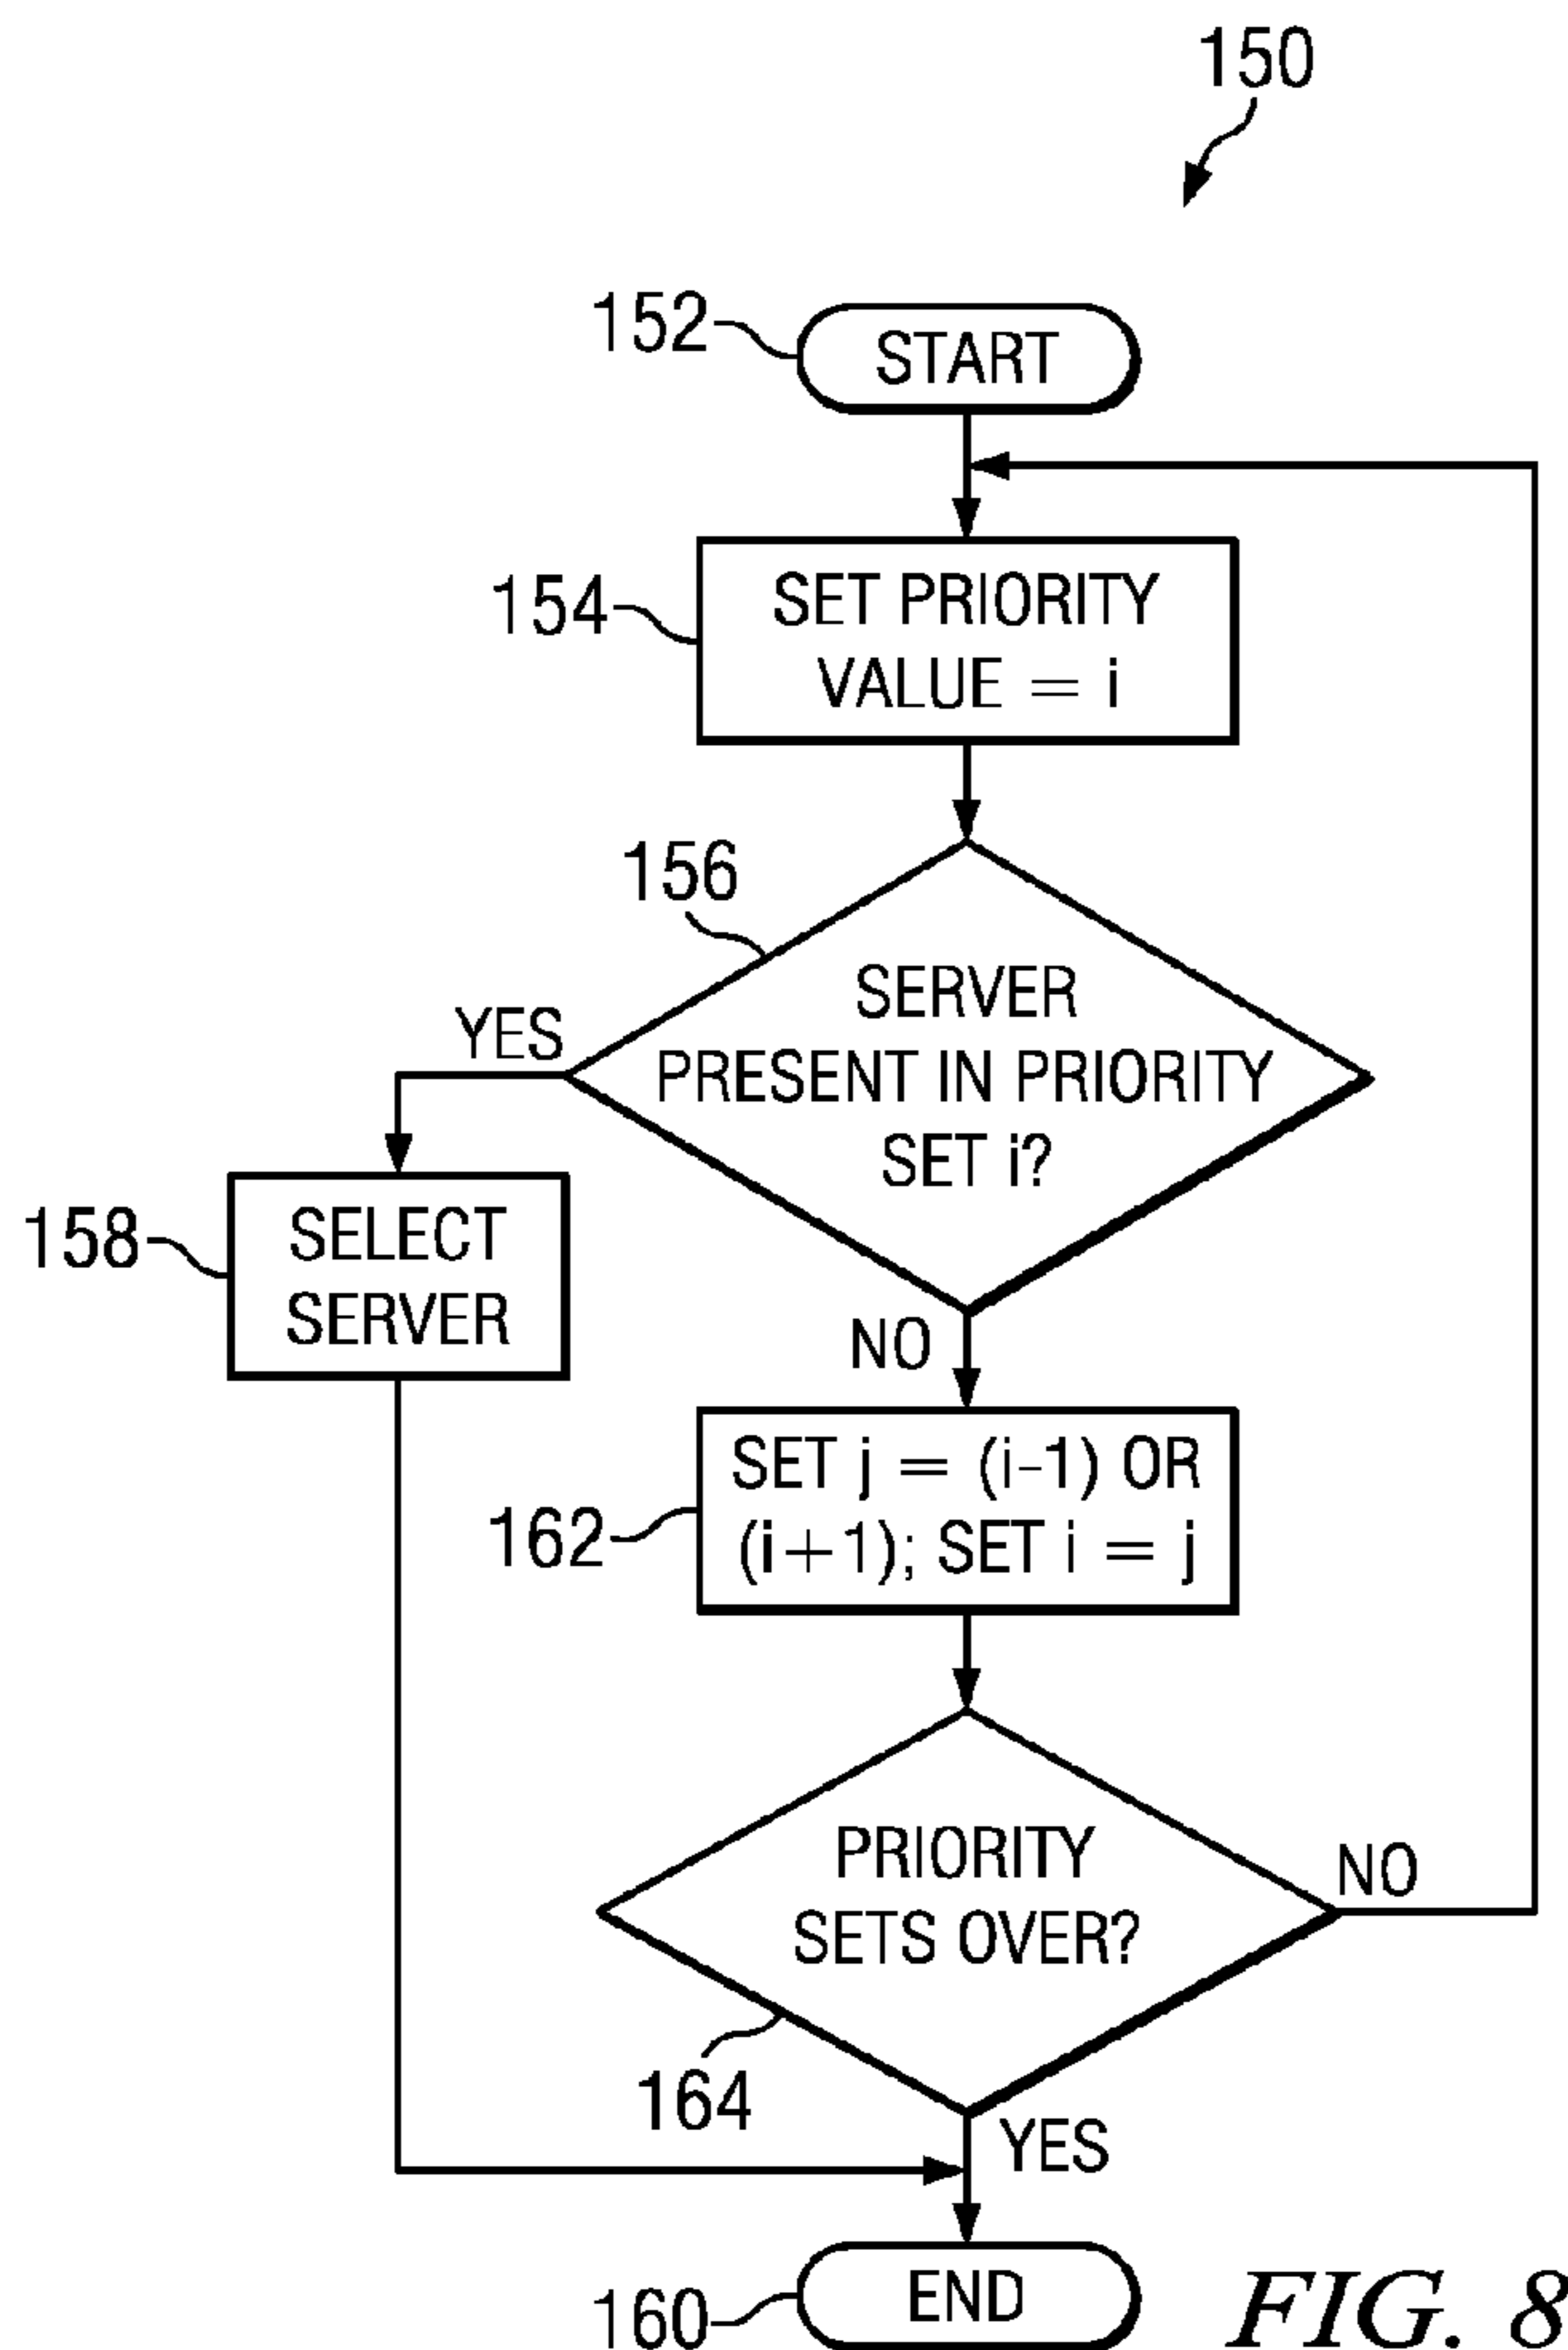 150
152
START
154
SET PRIORITY
VALUE = i
156
SERVER
PRESENT IN PRIORITY
SET i?
YES
158
SELECT
SERVER
NO
162
SET j = (i-1) OR
(i+1); SET i = j
PRIORITY
SETS OVER?
NO
164
YES
160
END
FIG. 8